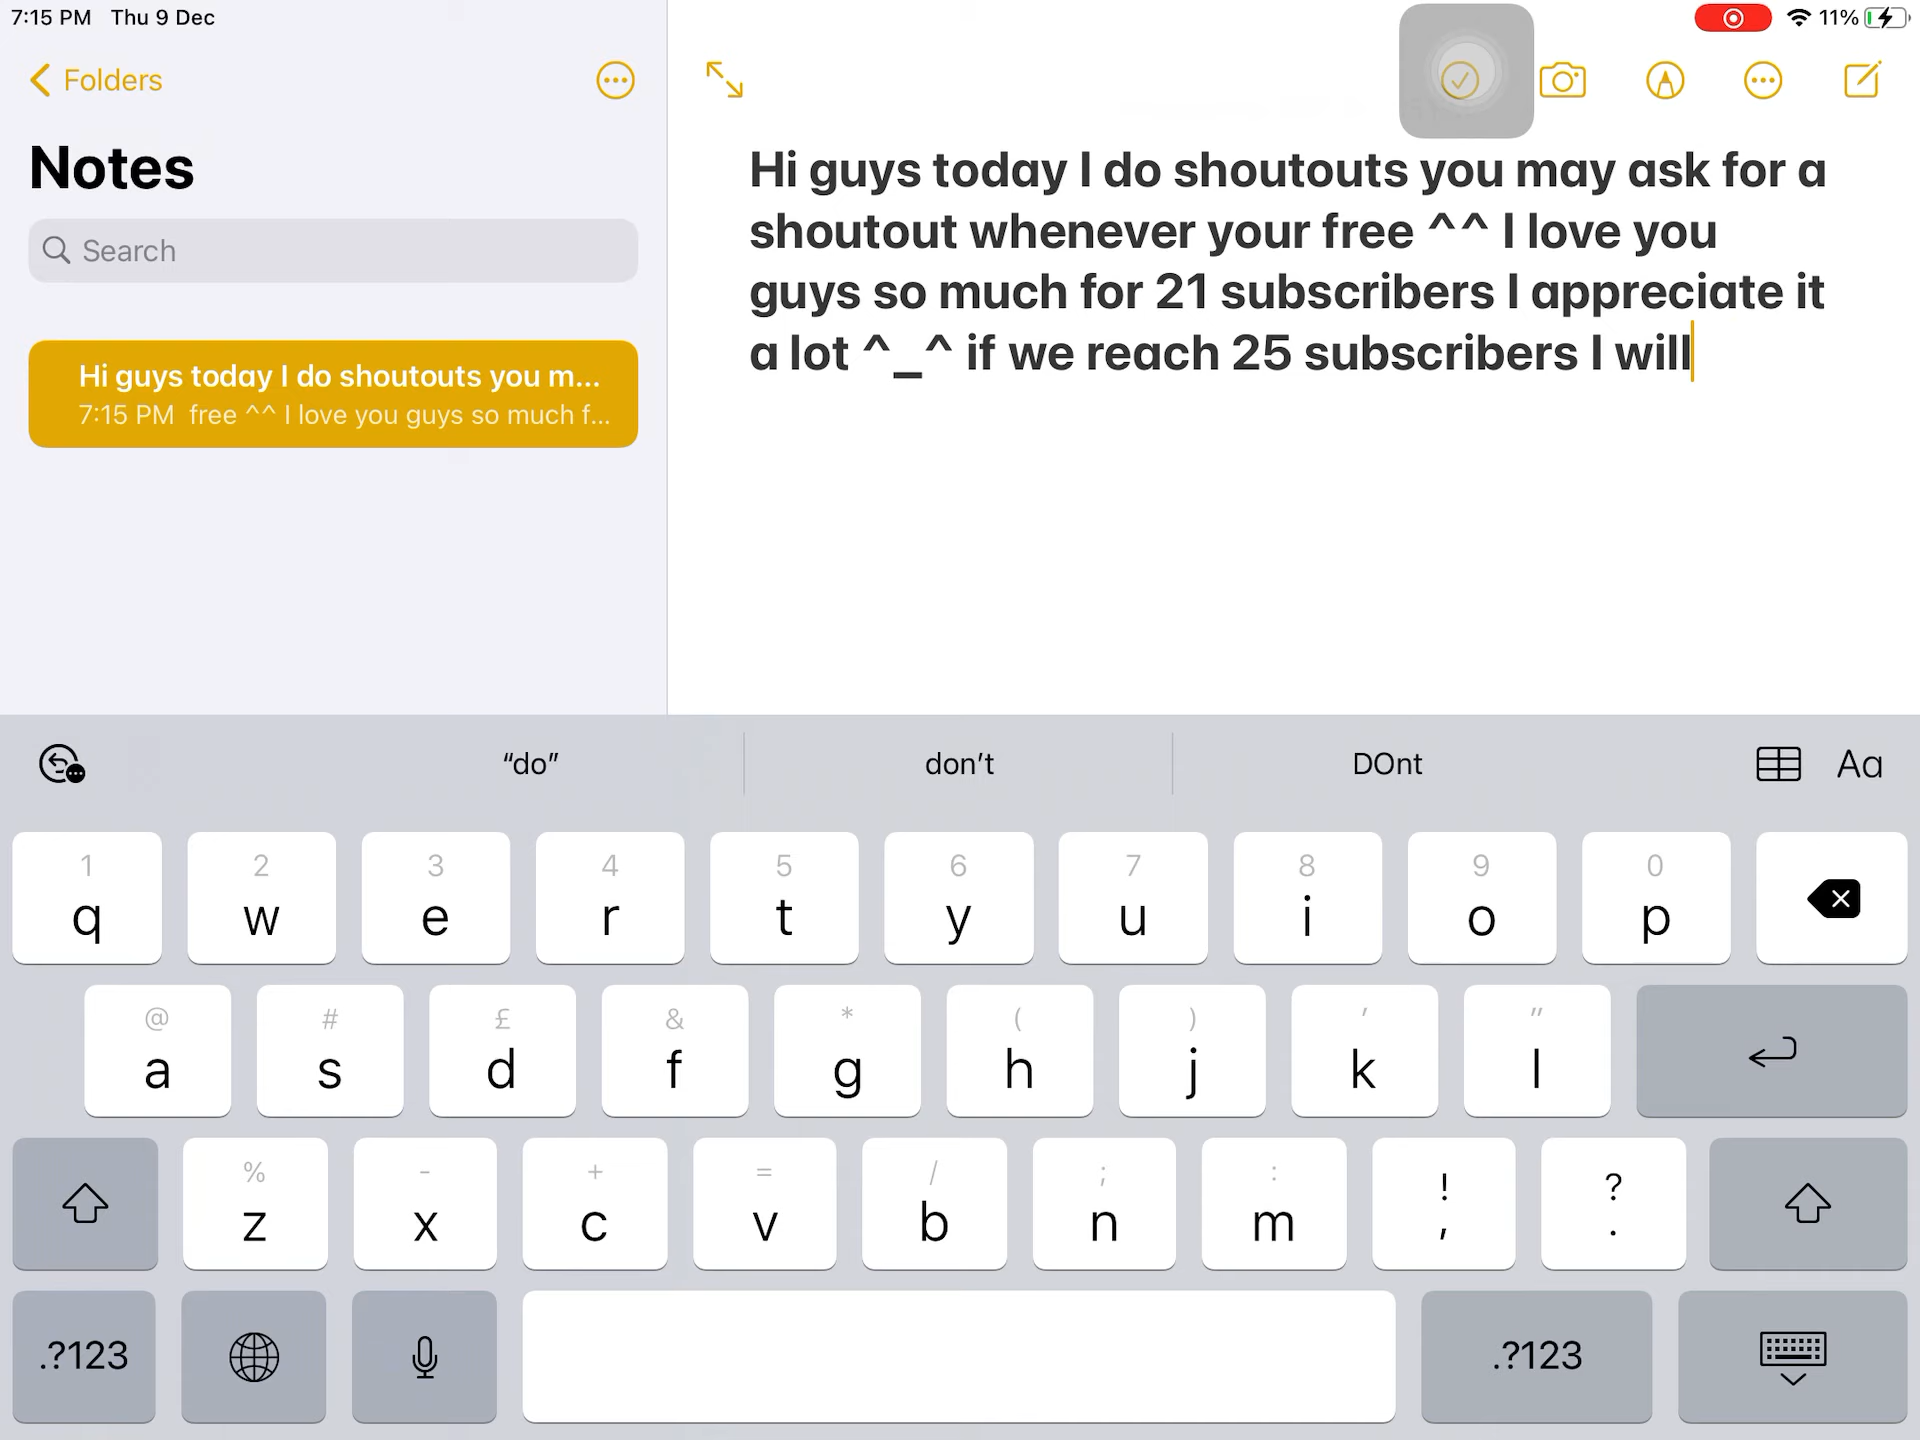 7:15 PM Thu 9 Dec
11%
Folders
Notes
Search
Hi guys today I do shoutouts you m...
7:15 PM free ^^ I love you guys so much f...
Hi guys today I do shoutouts you may ask for a
shoutout whenever your free ^^ I love you
guys so much for 21 subscribers I appreciate it
a lot ^_^ if we reach 25 subscribers I will
“do” don’t DOnt Aa
1 2 3 4 5 6 7 8 9 0
q w e r t y u i o p
@ # £ & * ( ) ' "
a s d f g h j k l
% - + = / ; : ! ?
z x c v b n m , .
.?123 .?123